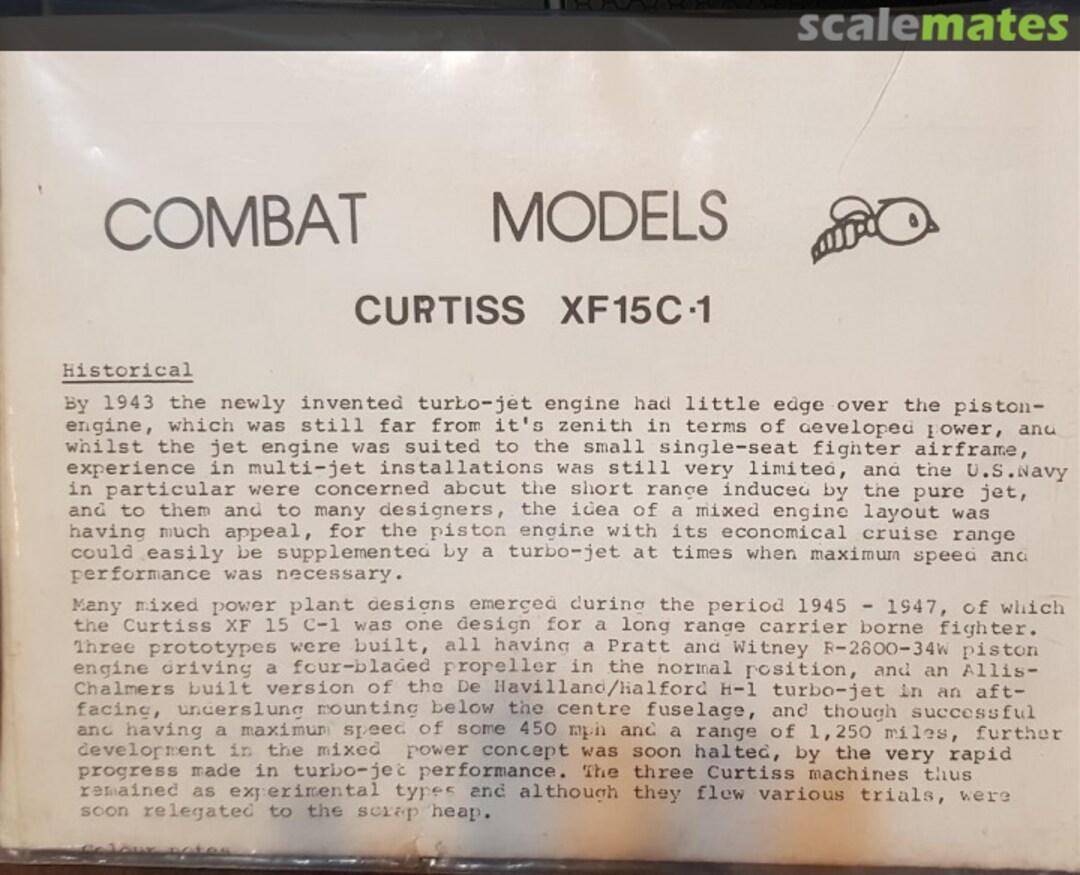 scalemates
COMBAT MODELS
CURTISS XF15C·1
Historical
By 1943 the newly invented turbo-jet engine had little edge over the piston-
engine, which was still far from it's zenith in terms of developed power, and
whilst the jet engine was suited to the small single-seat fighter airframe,
experience in multi-jet installations was still very limited, and the U.S.Navy
in particular were concerned about the short range induced by the pure jet,
and to them and to many designers, the idea of a mixed engine layout was
having much appeal, for the piston engine with its economical cruise range
could easily be supplemented by a turbo-jet at times when maximum speed and
performance was necessary.
Many mixed power plant designs emerged during the period 1945 - 1947, of which
the Curtiss XF 15 C-1 was one design for a long range carrier borne fighter.
Three prototypes were built, all having a Pratt and Witney R-2800-34W piston
engine driving a four-bladed propeller in the normal position, and an Allis-
Chalmers built version of the De Havilland/Halford H-1 turbo-jet in an aft-
facing, underslung mounting below the centre fuselage, and though successful
and having a maximum speed of some 450 mph and a range of 1,250 miles, further
development in the mixed power concept was soon halted, by the very rapid
progress made in turbo-jet performance. The three Curtiss machines thus
remained as experimental types and although they flew various trials, were
soon relegated to the scrap heap.
Colour notes